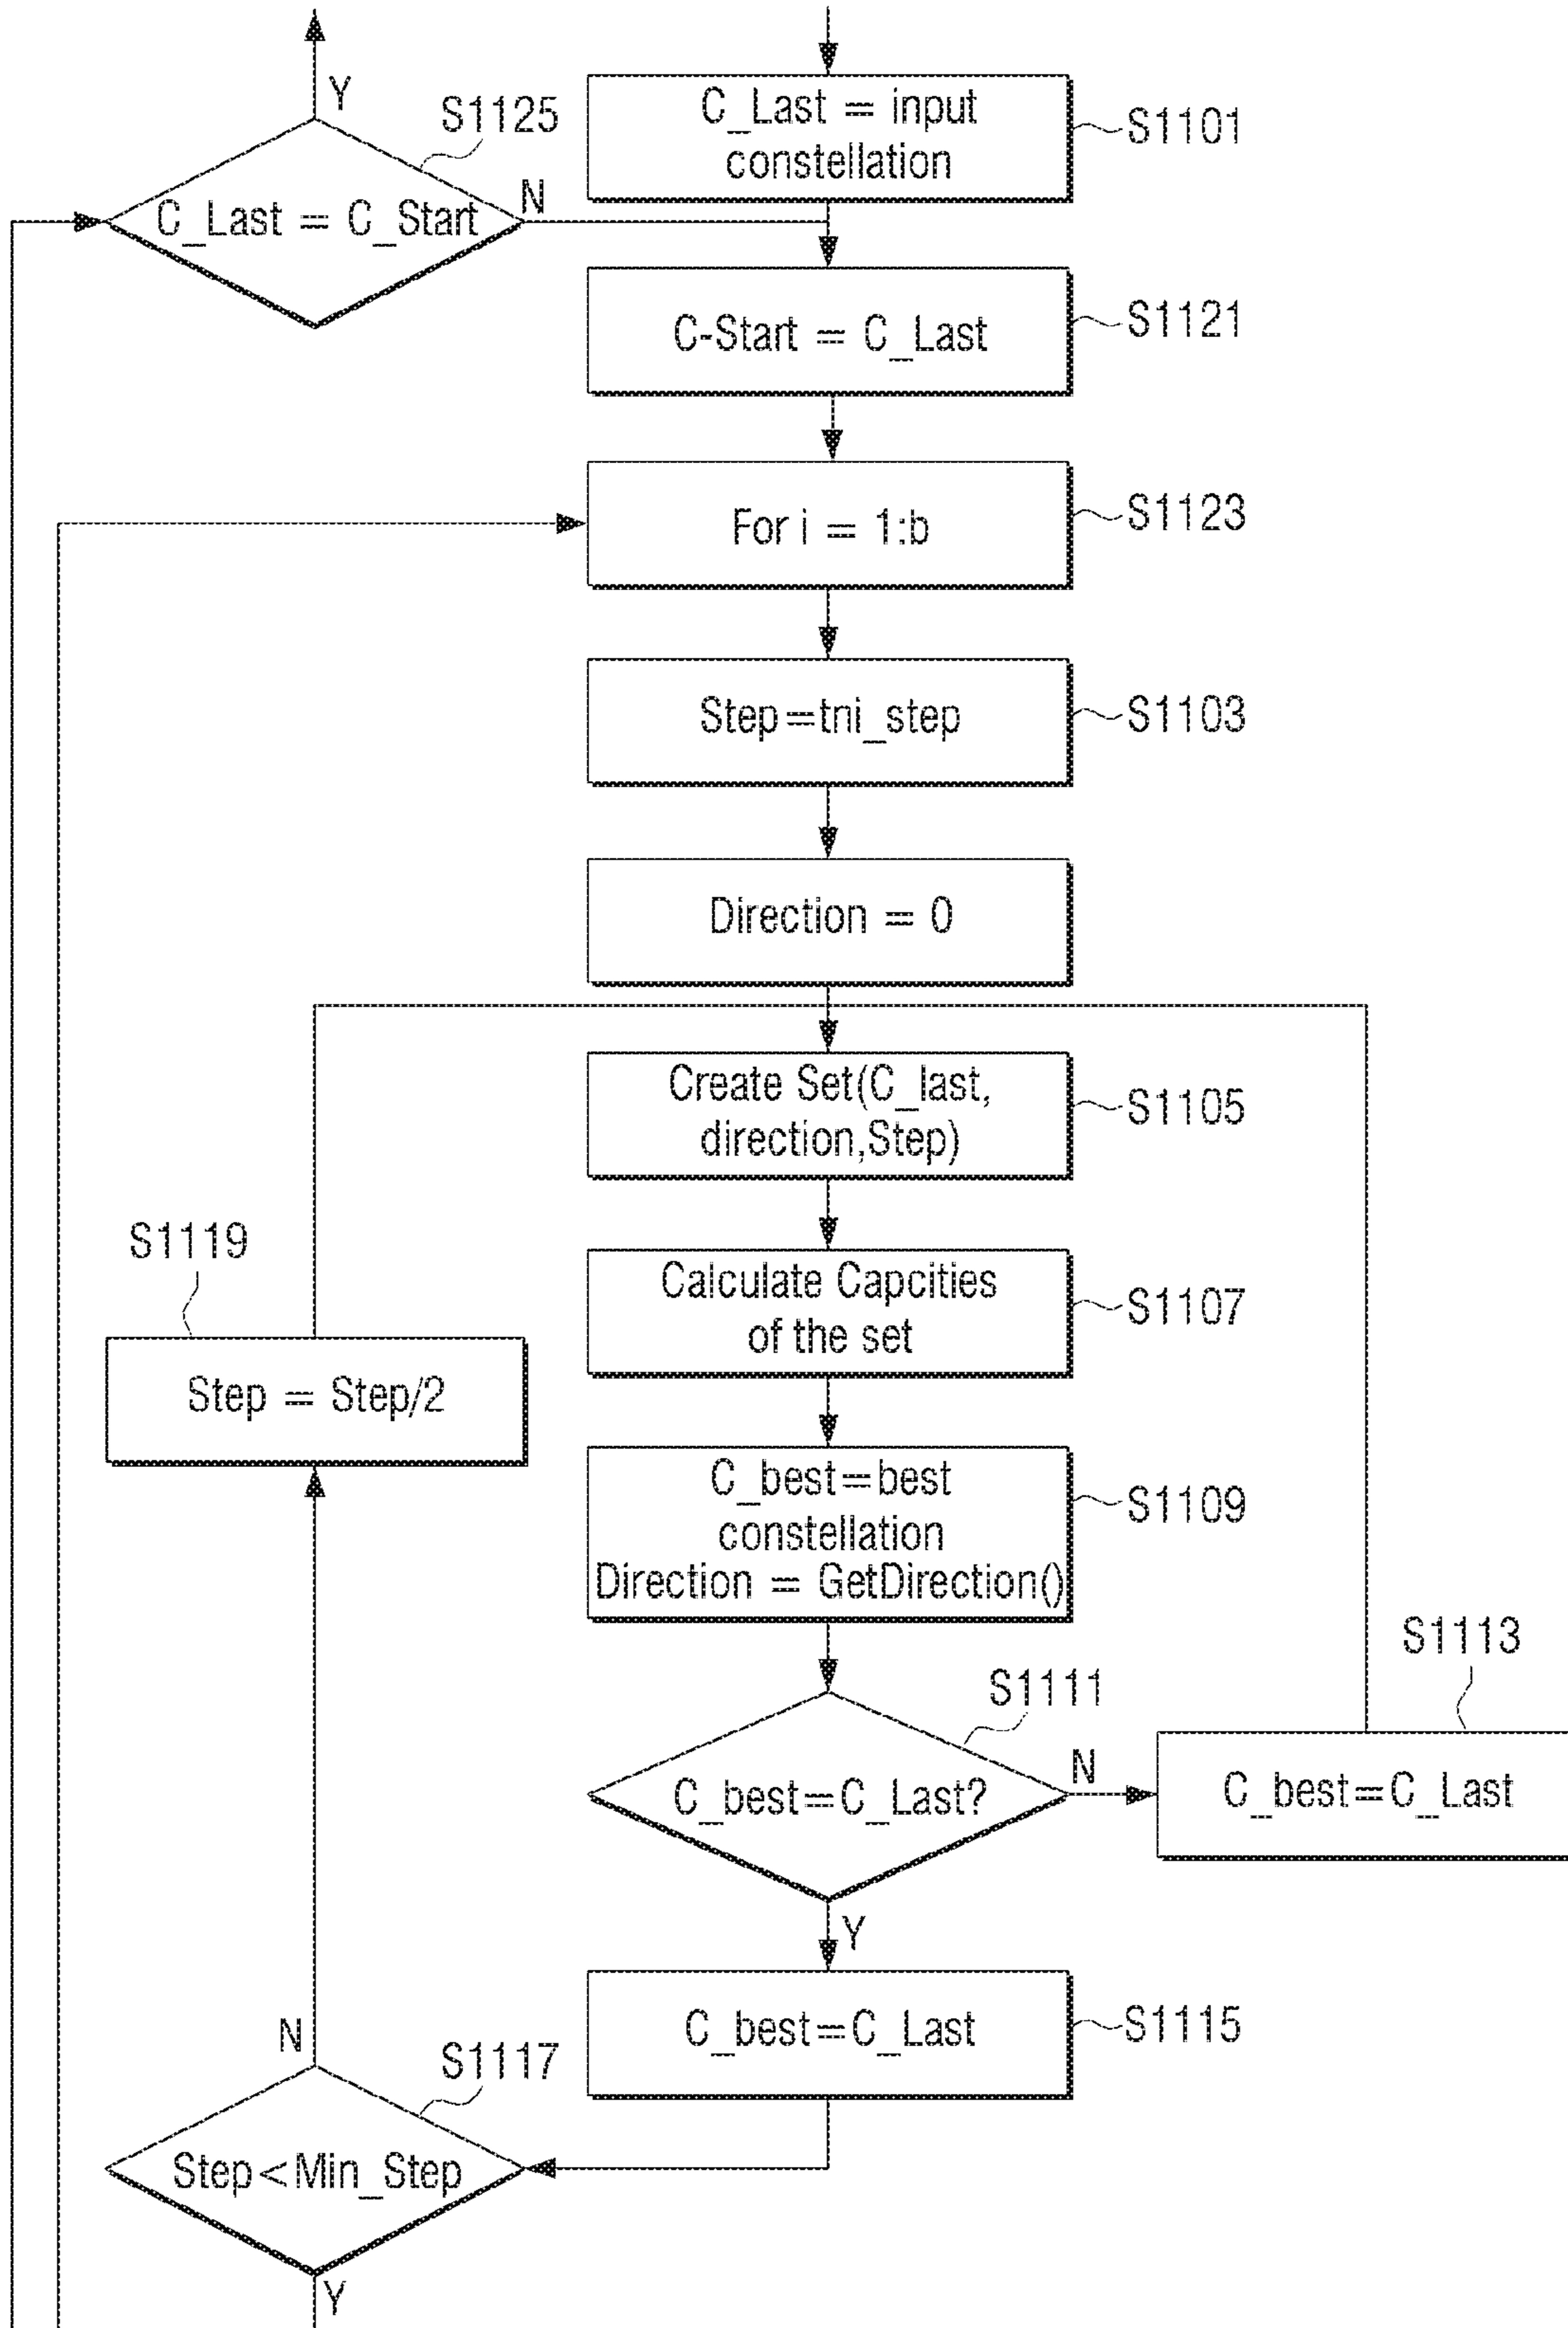 Y
S1125
C_Last = C_Start
N
C_Last = input
constellation
S1101
C-Start = C_Last
S1121
For i = 1:b
S1123
Step=tni_step
S1103
Direction = 0
Create Set(C_last,
direction,Step)
S1105
Calculate Capcities
of the set
S1107
S1119
Step = Step/2
C_best=best
constellation
Direction = GetDirection()
S1109
S1111
C_best=C_Last?
N
S1113
C_best=C_Last
Y
C_best=C_Last
S1115
N
S1117
Step<Min_Step
Y